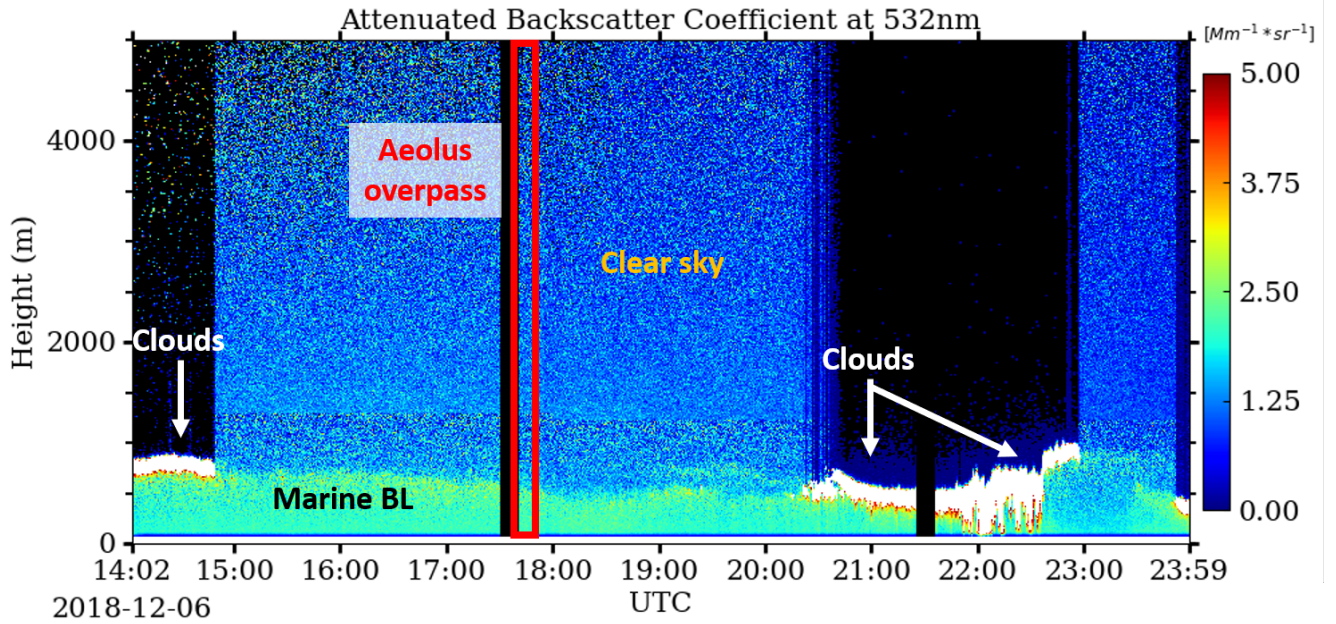 Attenuated Backscatter Coefficient at 532nm
[Mm⁻¹*sr⁻¹]
5.00
3.75
2.50
1.25
0.00
Height (m)
4000
2000
0
Aeolus
overpass
Clear sky
Clouds
Clouds
Marine BL
14:02 15:00 16:00 17:00 18:00 19:00 20:00 21:00 22:00 23:00 23:59
2018-12-06
UTC